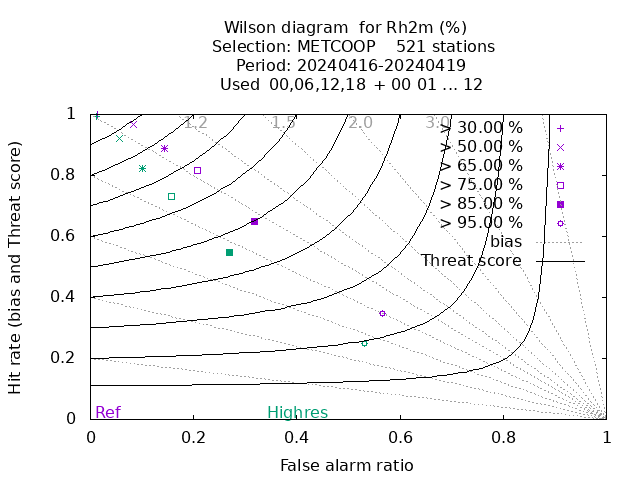 Wilson diagram  for Rh2m (%)
Selection: METCOOP    521 stations
Period: 20240416-20240419
Used  00,06,12,18  + 00 01 ... 12
Hit rate (bias and Threat score)
1
0.8
0.6
0.4
0.2
0
1.2
1.5
2.0
3.0
> 30.00 %
> 50.00 %
> 65.00 %
> 75.00 %
> 85.00 %
> 95.00 %
bias
Threat score
Ref
Highres
0
0.2
0.4
0.6
0.8
1
False alarm ratio